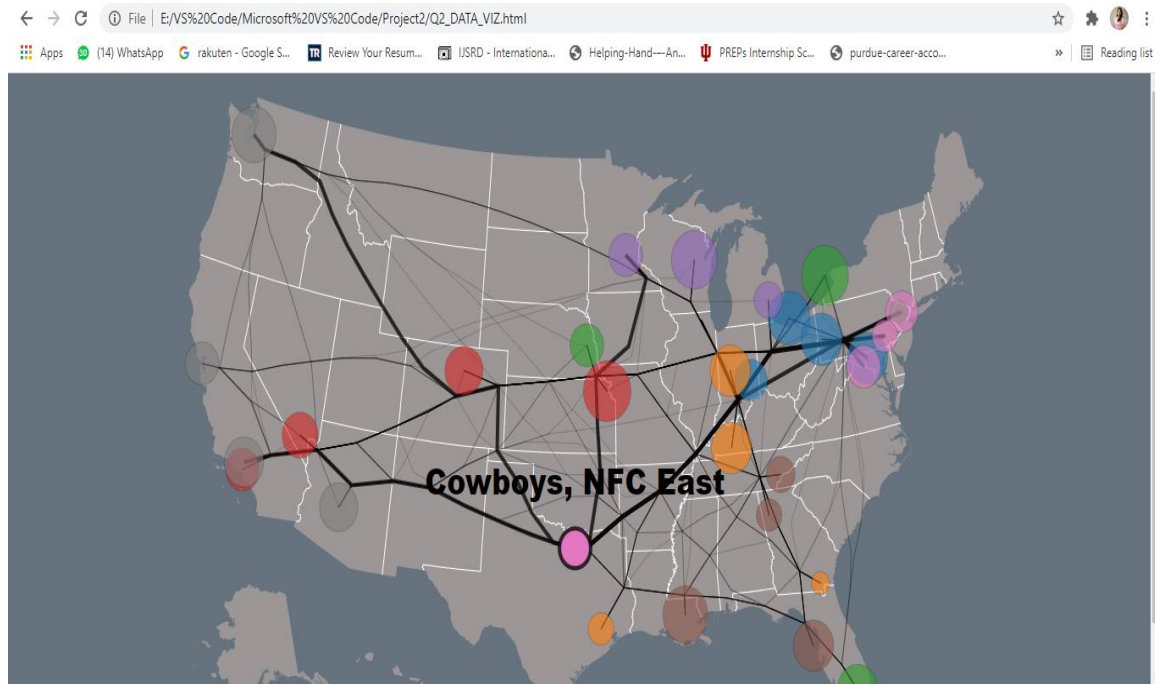 File | E:/VS%20Code/Microsoft%20VS%20Code/Project2/Q2_DATA_VIZ.html
Apps (14) WhatsApp rakuten - Google S... TR Review Your Resum... IJSRD - Internationa... Helping-Hand---An... PREPs Internship Sc... purdue-career-acco... » Reading list
Cowboys, NFC East